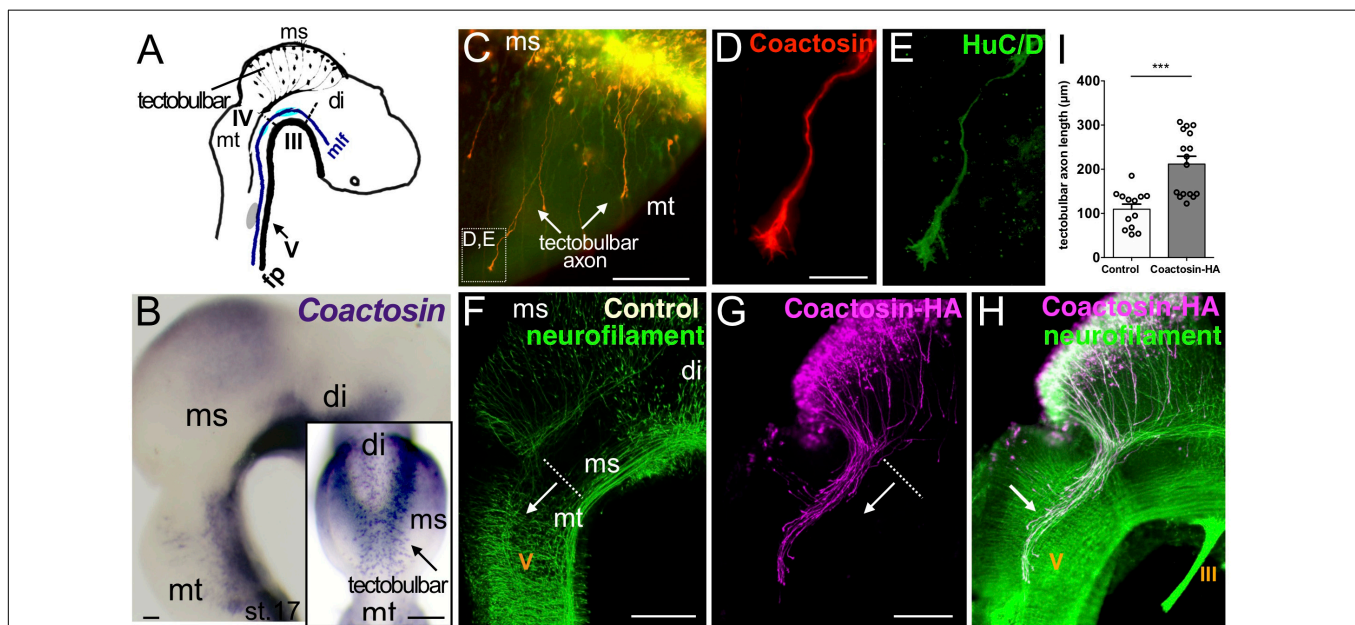 A
ms
tectobulbar
di
IV
mt
III
mlf
V
fp
B
Coactosin
ms
di
mt
st.17
di
ms
tectobulbar
mt
C
ms
mt
D,E
tectobulbar
axon
D
Coactosin
E
HuC/D
I
***
tectobulbar axon length (μm)
400
300
200
100
0
Control
Coactosin-HA
F
ms
Control
neurofilament
di
ms
mt
V
G
Coactosin-HA
H
Coactosin-HA
neurofilament
V
III